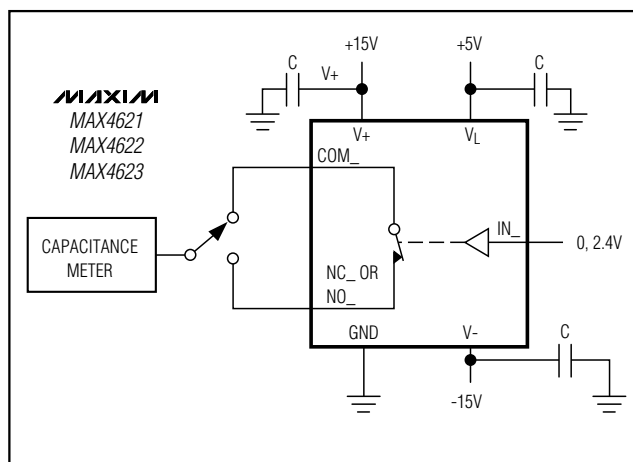 +15V
+5V
C
V+
C
MAXIM
MAX4621
MAX4622
MAX4623
V+
VL
COM_
IN_
0, 2.4V
CAPACITANCE
METER
NC_ OR
NO_
GND
V-
C
-15V